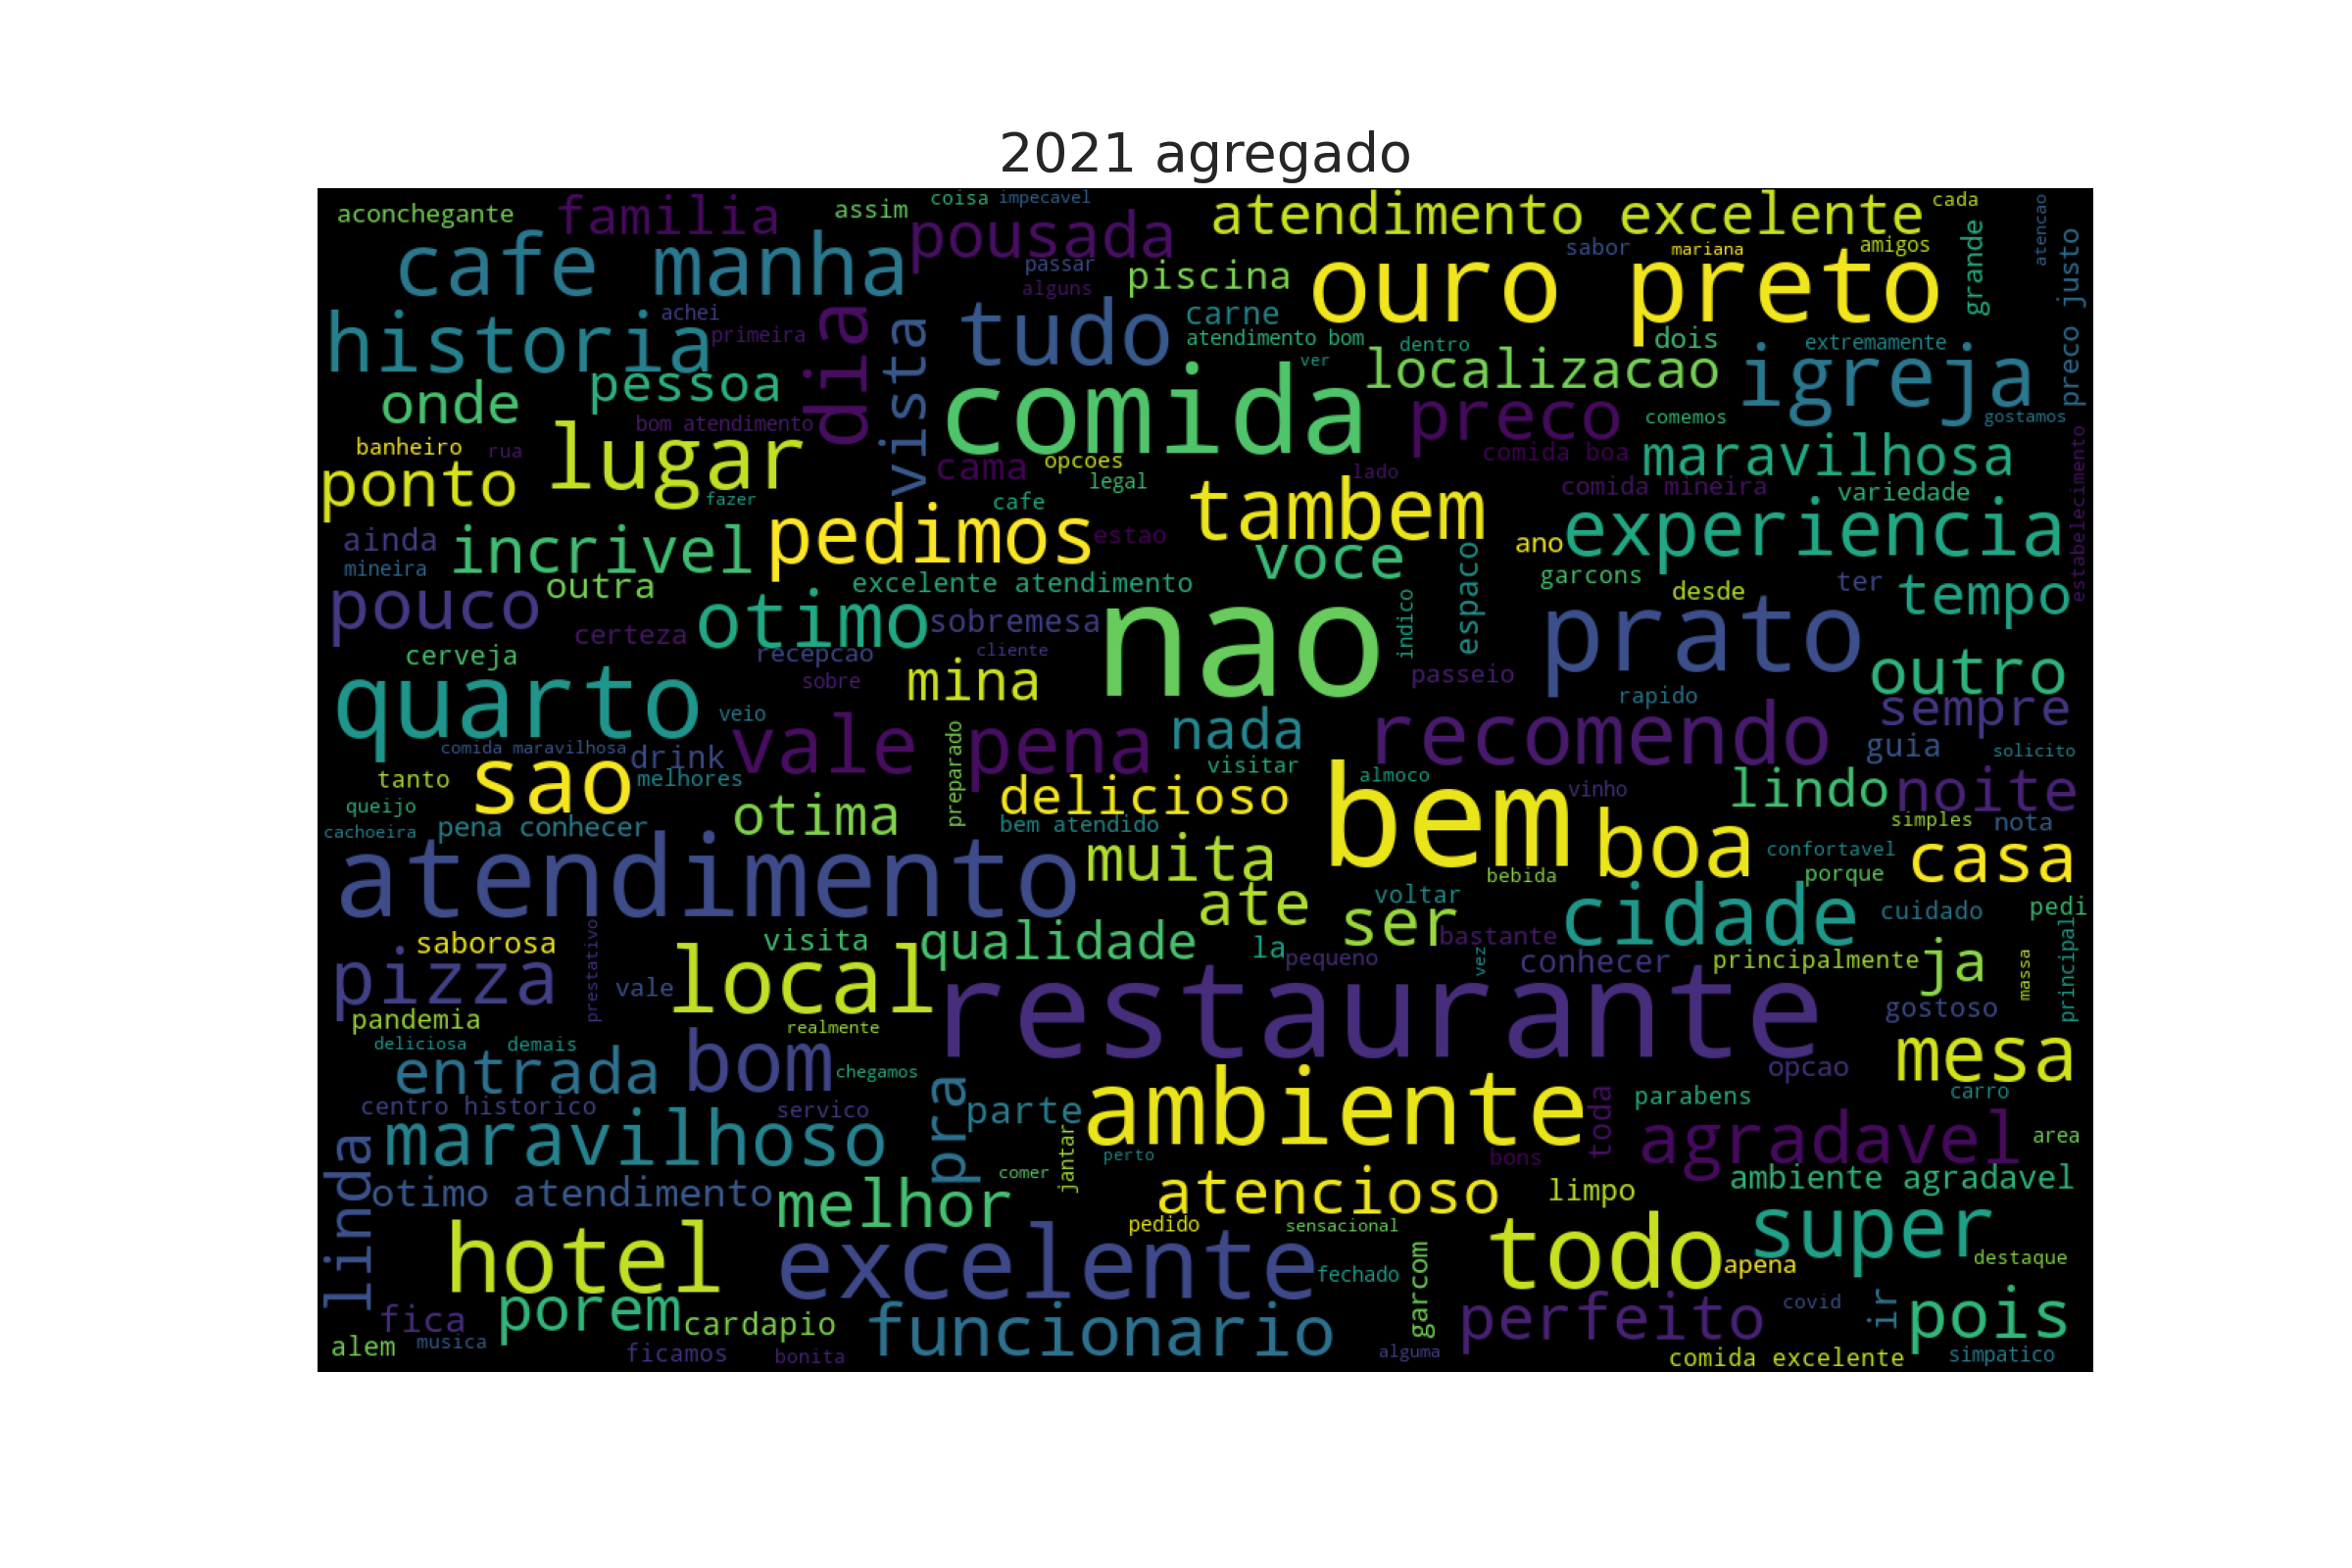 2021 agregado
aconchegante
familia
assim
coisa
impecavel
atendimento excelente
cada
atencao
cafe manha
pousada
passar
alguns
piscina
sabor
mariana
amigos
grande
ouro preto
preco justo
historia
achei
primeira
dia
vista
tudo
carne
atendimento bom
ver
dentro
dois
extremamente
onde
pessoa
bom atendimento
comida
localizacao
preco
comemos
igreja
gostamos
banheiro
rua
lugar
fazer
cama
opcoes
legal
lado
comida boa
maravilhosa
ponto
cafe
comida mineira
variedade
estabelecimento
ainda
mineira
incrivel
pedimos
estao
tambem
ano
experiencia
pouco
outra
excelente atendimento
voce
espaco
garcons
desde
ter
tempo
certeza
otimo
sobremesa
nao
indico
prato
cerveja
recepcao
cliente
sobre
mina
passeio
rapido
outro
quarto
veio
comida maravilhosa
drink
vale pena
preparado
nada
recomendo
sempre
guia
solicito
tanto
sao
melhores
visitar
almoco
vinho
lindo
noite
queijo
cachoeira
pena conhecer
otima
delicioso
bem atendido
bem
boa
simples
nota
atendimento
muita
bebida
confortavel
porque
casa
ate
voltar
ser
cidade
cuidado
pedi
saborosa
prestativo
visita
qualidade
la
pequeno
bastante
vez
conhecer
principalmente
ja
massa
principal
pizza
vale
local
restaurante
gostoso
pandemia
realmente
deliciosa
demais
entrada
bom
chegamos
opcao
mesa
centro historico
servico
pra
parte
ambiente
toda
parabens
carro
linda
maravilhoso
comer
jantar
perto
bons
agradavel
area
otimo atendimento
melhor
atencioso
limpo
ambiente agradavel
hotel
excelente
pedido
sensacional
fechado
garcom
todo
apena
super
destaque
fica
porem
cardapio
funcionario
perfeito
covid
ir
pois
alem
musica
ficamos
bonita
alguma
comida excelente
simpatico